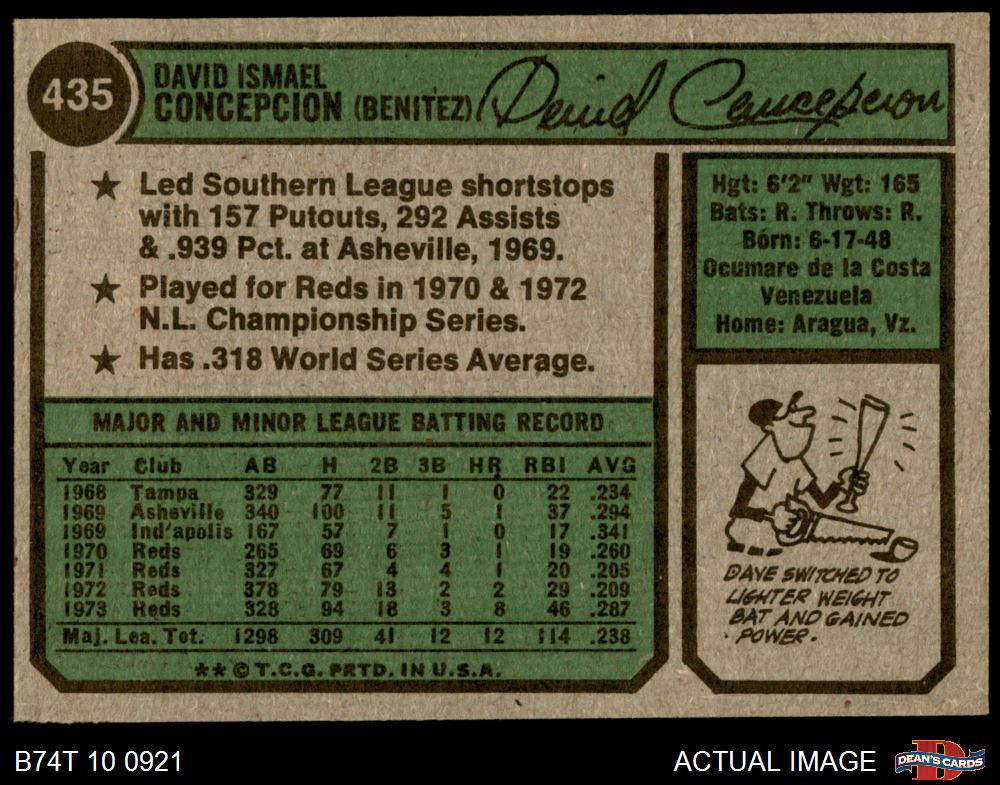 435
DAVID ISMAEL
CONCEPCION (BENITEZ)
David Concepcion
★ Led Southern League shortstops
with 157 Putouts, 292 Assists
& .939 Pct. at Asheville, 1969.
★ Played for Reds in 1970 & 1972
N.L. Championship Series.
★ Has .318 World Series Average.
Hgt: 6'2" Wgt: 165
Bats: R. Throws: R.
Born: 6-17-48
Ocumare de la Costa
Venezuela
Home: Aragua, Vz.
MAJOR AND MINOR LEAGUE BATTING RECORD
Year Club AB H 2B 3B HR RBI AVG
1968 Tampa 329 77 11 1 0 22 .234
1969 Asheville 340 100 11 5 1 37 .294
1969 Ind'apolis 167 57 7 1 0 17 .341
1970 Reds 265 69 6 3 1 19 .260
1971 Reds 327 67 4 4 1 20 .205
1972 Reds 378 79 13 2 2 29 .209
1973 Reds 328 94 18 3 8 46 .287
Maj. Lea. Tot. 1298 309 41 12 12 114 .238
** © T.C.G. PRTD. IN U.S.A.
DAVE SWITCHED TO
LIGHTER WEIGHT
BAT AND GAINED
POWER.
B74T 10 0921
ACTUAL IMAGE
DEAN'S CARDS